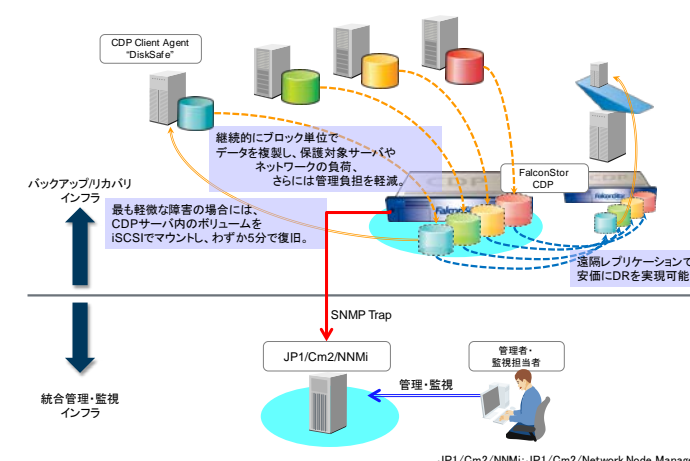 CDP Client Agent
“DiskSafe”
継続的にブロック単位で
データを複製し、保護対象サーバや
ネットワークの負荷、
さらには管理負担を軽減。
FalconStor
CDP
バックアップ/リカバリ
インフラ
最も軽微な障害の場合には、
CDPサーバ内のボリュームを
iSCSIでマウントし、わずか5分で復旧。
遠隔レプリケーションで
安価にDRを実現可能
SNMP Trap
JP1/Cm2/NNMi
管理者・
監視担当者
管理・監視
統合管理・監視
インフラ
JP1/Cm2/NNMi: JP1/Cm2/Network Node Manage